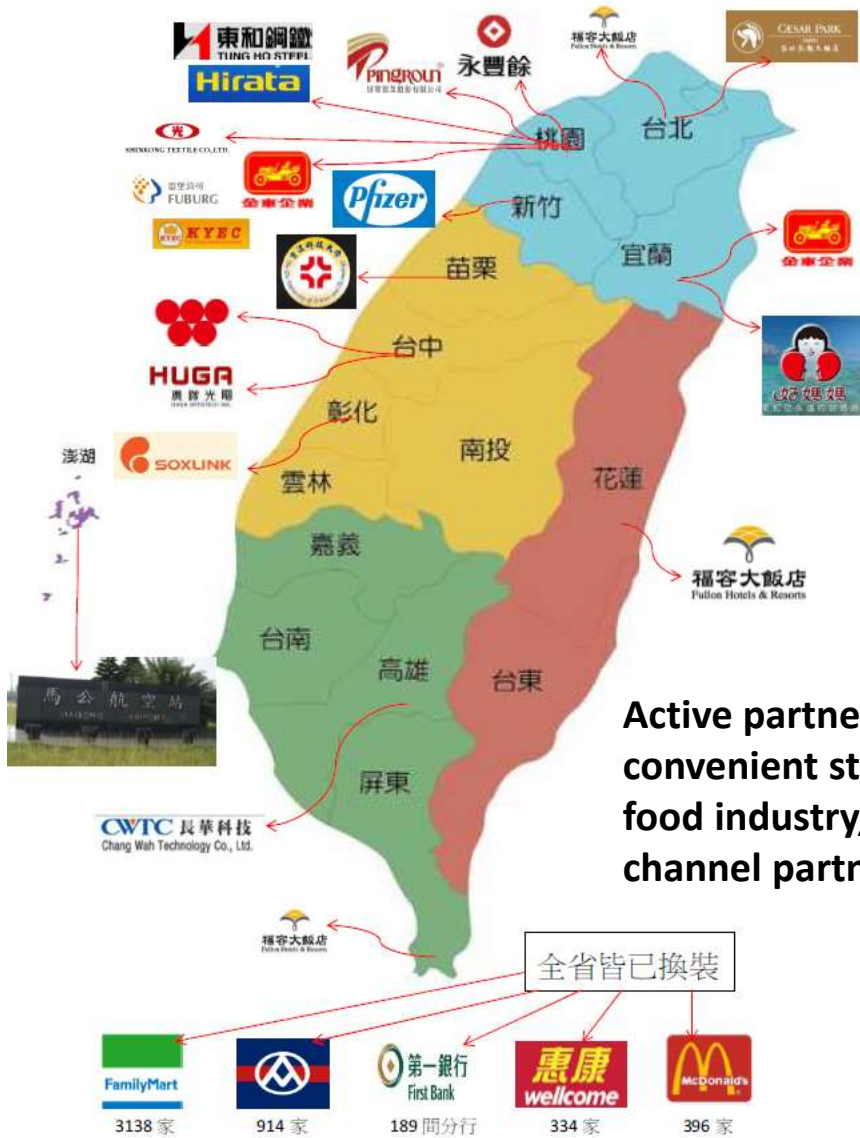 東和鋼鐵
TUNG HO STEEL
Hirata
PINGROUN
永豐餘
福容大飯店
Fullon Hotels & Resorts
CAESAR PARK
SHINKONG TEXTILE CO.,LTD.
金車企業
FUBURG
KYEC
Pfizer
桃園
台北
新竹
宜蘭
金車企業
苗栗
好媽媽
台中
HUGA
廣鎵光電
彰化
SOXLINK
南投
花蓮
雲林
澎湖
嘉義
福容大飯店
Fullon Hotels & Resorts
台南
高雄
台東
馬公航空站
屏東
Active partne
convenient st
food industry,
channel partn
CWTC 長華科技
Chang Wah Technology Co., Ltd.
福容大飯店
Fullon Hotels & Resorts
全省皆已換裝
FamilyMart
第一銀行
First Bank
惠康
wellcome
McDonald's
3138 家
914 家
189 間分行
334 家
396 家